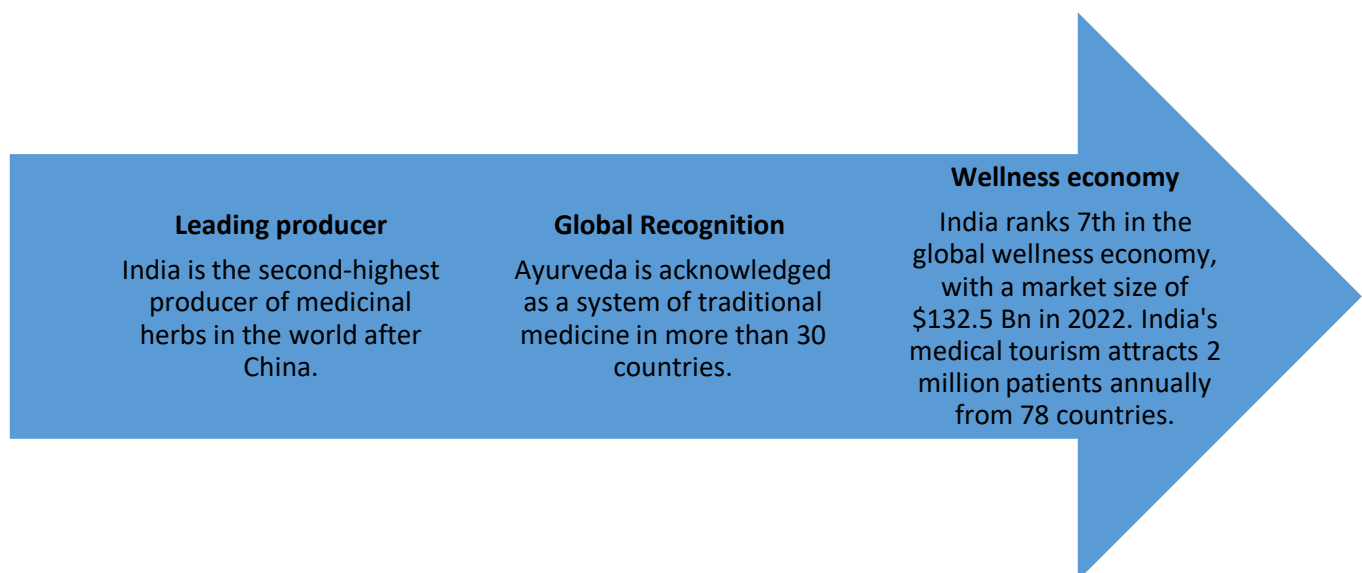 Leading producer
India is the second-highest
producer of medicinal
herbs in the world after
China.
Global Recognition
Ayurveda is acknowledged
as a system of traditional
medicine in more than 30
countries.
Wellness economy
India ranks 7th in the
global wellness economy,
with a market size of
$132.5 Bn in 2022. India's
medical tourism attracts 2
million patients annually
from 78 countries.